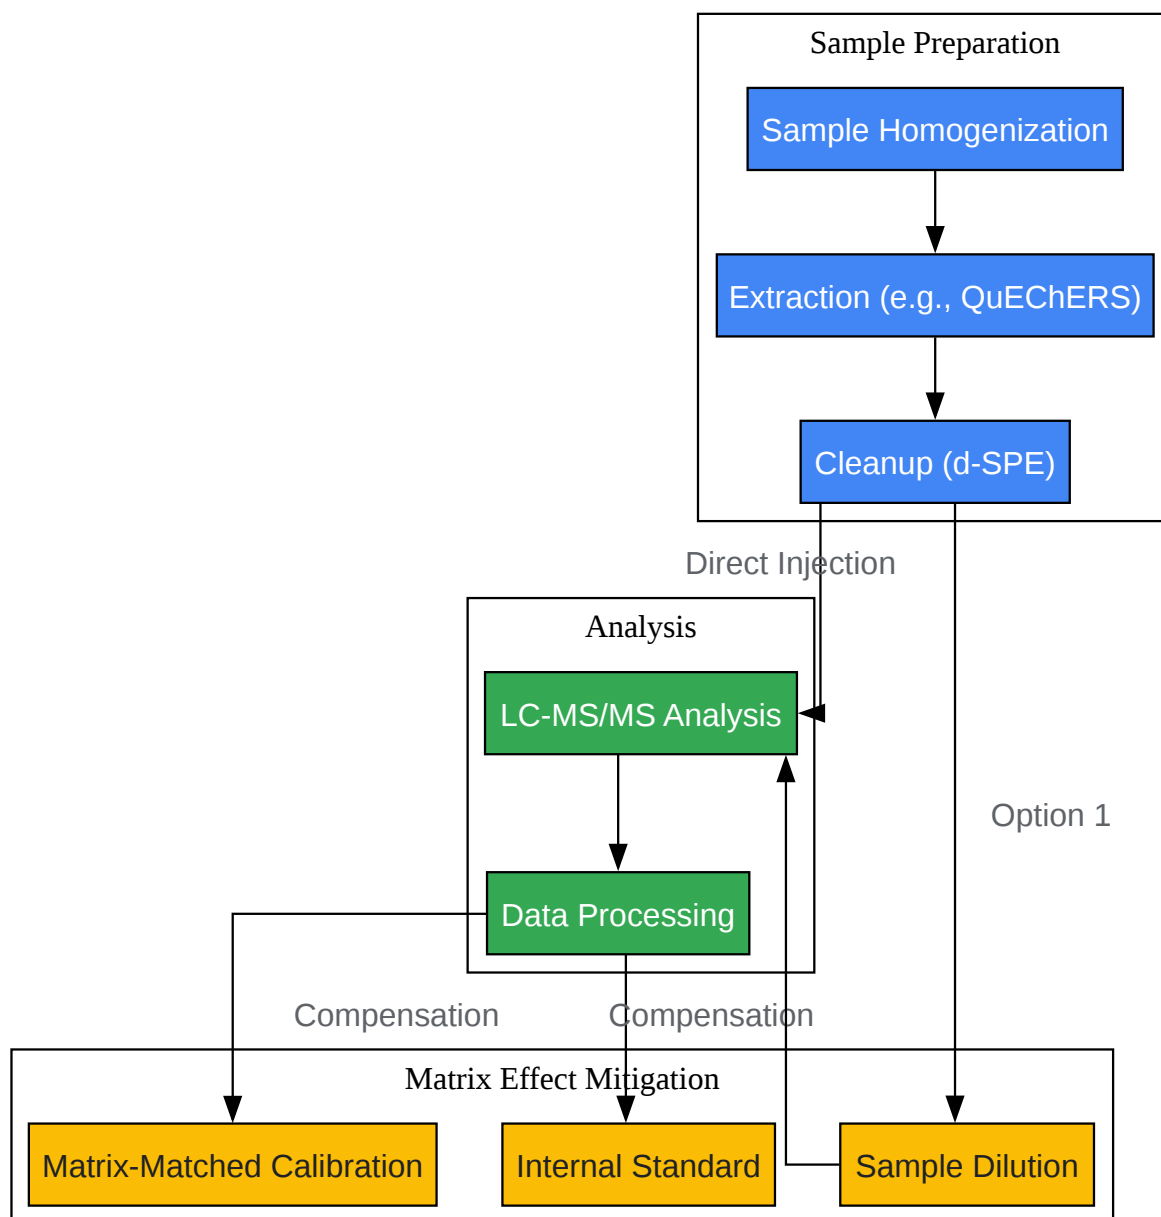 Sample Preparation
Sample Homogenization
Extraction (e.g., QuEChERS)
Cleanup (d-SPE)
Direct Injection
Analysis
LC-MS/MS Analysis
Option 1
Data Processing
Compensation
Compensation
Matrix Effect Mitigation
Matrix-Matched Calibration
Internal Standard
Sample Dilution